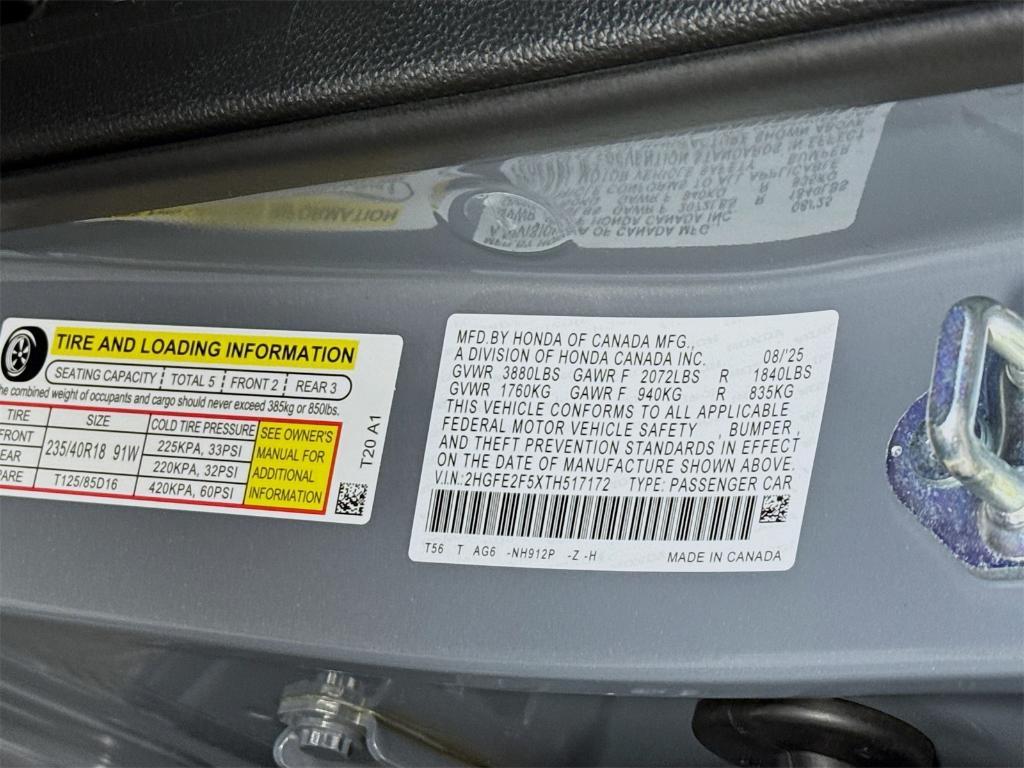 TIRE AND LOADING INFORMATION
SEATING CAPACITY TOTAL 5 FRONT 2 REAR 3
The combined weight of occupants and cargo should never exceed 385kg or 850lbs.
TIRE SIZE COLD TIRE PRESSURE
FRONT 235/40R18 91W 225KPA, 33PSI
REAR 220KPA, 32PSI
SPARE T125/85D16 420KPA, 60PSI
SEE OWNER'S
MANUAL FOR
ADDITIONAL
INFORMATION
T20 A1
MFD.BY HONDA OF CANADA MFG.,
A DIVISION OF HONDA CANADA INC. 08/'25
GVWR 3880LBS GAWR F 2072LBS R 1840LBS
GVWR 1760KG GAWR F 940KG R 835KG
THIS VEHICLE CONFORMS TO ALL APPLICABLE
FEDERAL MOTOR VEHICLE SAFETY , BUMPER,
AND THEFT PREVENTION STANDARDS IN EFFECT
ON THE DATE OF MANUFACTURE SHOWN ABOVE.
V.I.N.:2HGFE2F5XTH517172 TYPE: PASSENGER CAR
T56 T AG6 -NH912P -Z -H MADE IN CANADA